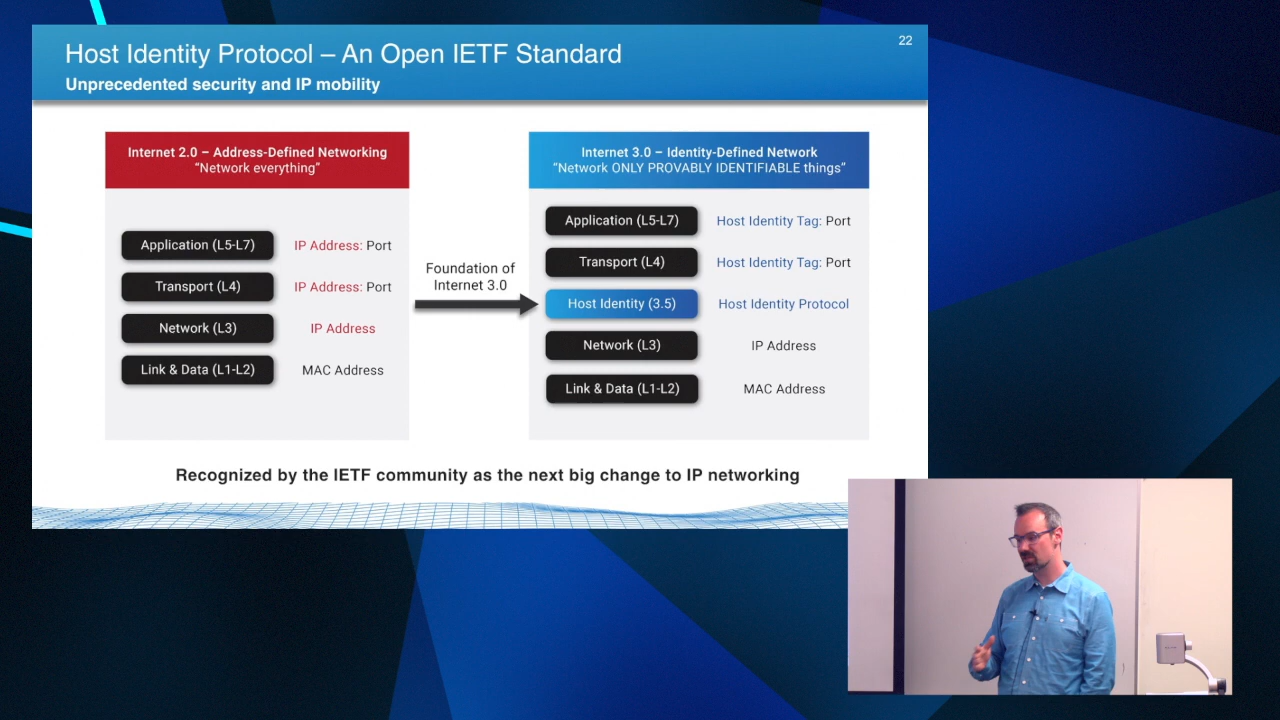 Host Identity Protocol – An Open IETF Standard
22
Unprecedented security and IP mobility
Internet 2.0 – Address-Defined Networking
“Network everything”
Application (L5-L7) IP Address: Port
Transport (L4) IP Address: Port
Network (L3) IP Address
Link & Data (L1-L2) MAC Address
Foundation of
Internet 3.0
Internet 3.0 – Identity-Defined Network
“Network ONLY PROVABLY IDENTIFIABLE things”
Application (L5-L7) Host Identity Tag: Port
Transport (L4) Host Identity Tag: Port
Host Identity (3.5) Host Identity Protocol
Network (L3) IP Address
Link & Data (L1-L2) MAC Address
Recognized by the IETF community as the next big change to IP networking